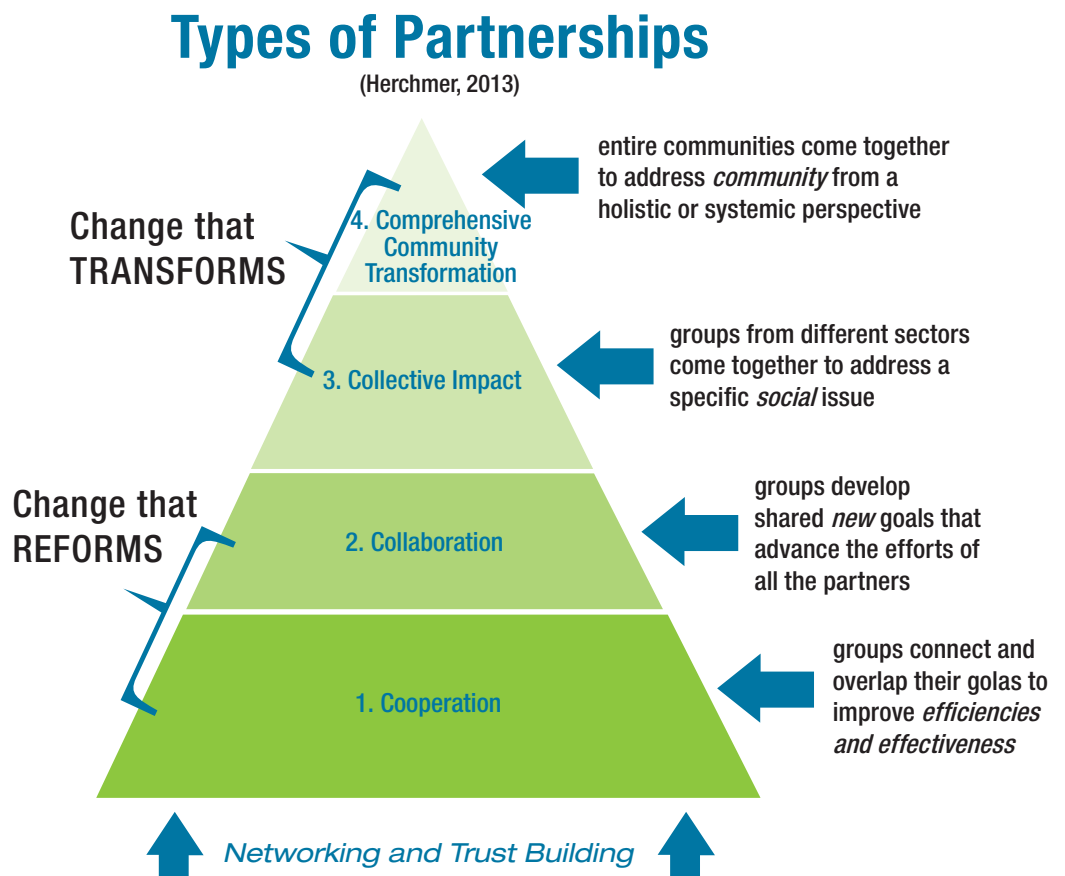 Types of Partnerships
(Herchmer, 2013)
entire communities come together
to address community from a
holistic or systemic perspective
Change that
TRANSFORMS
4. Comprehensive
Community
Transformation
groups from different sectors
come together to address a
specific social issue
3. Collective Impact
Change that
REFORMS
groups develop
shared new goals that
advance the efforts of
all the partners
2. Collaboration
groups connect and
overlap their golas to
improve efficiencies
and effectiveness
1. Cooperation
Networking and Trust Building